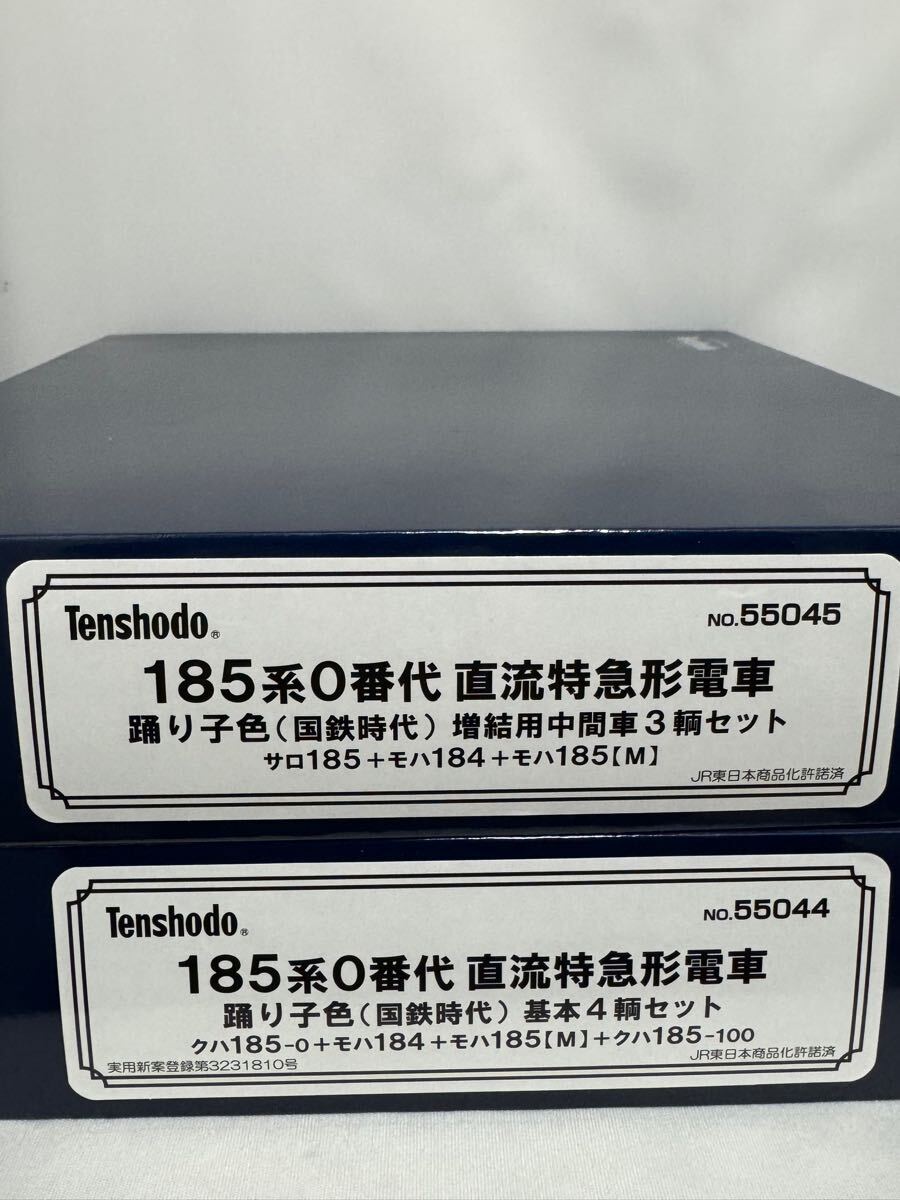 Tenshodo®
NO.55045
185系0番代 直流特急形電車
踊り子色(国鉄時代) 増結用中間車3輌セット
サロ185+モハ184+モハ185【M】
JR東日本商品化許諾済
Tenshodo®
NO.55044
185系0番代 直流特急形電車
踊り子色(国鉄時代) 基本4輌セット
クハ185-0+モハ184+モハ185【M】+クハ185-100
実用新案登録第3231810号
JR東日本商品化許諾済